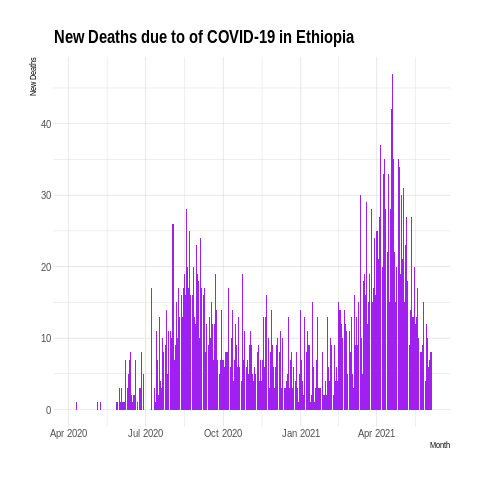 New Deaths due to of COVID-19 in Ethiopia
New Deaths
40
30
20
10
0
Apr 2020 Jul 2020 Oct 2020 Jan 2021 Apr 2021
Month